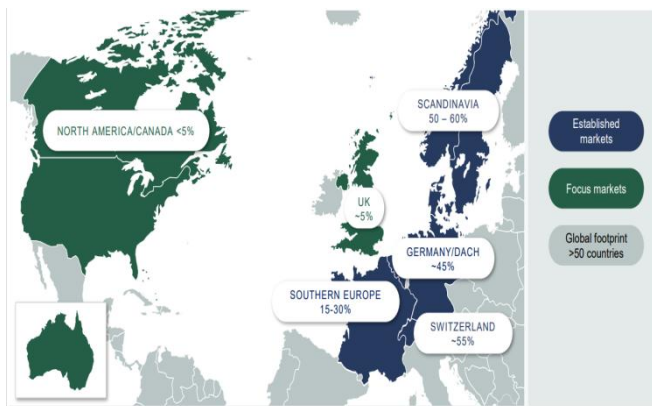 NORTH AMERICA/CANADA <5%
SCANDINAVIA
50 – 60%
UK
~5%
GERMANY/DACH
~45%
SOUTHERN EUROPE
15-30%
SWITZERLAND
~55%
Established
markets
Focus markets
Global footprint
>50 countries